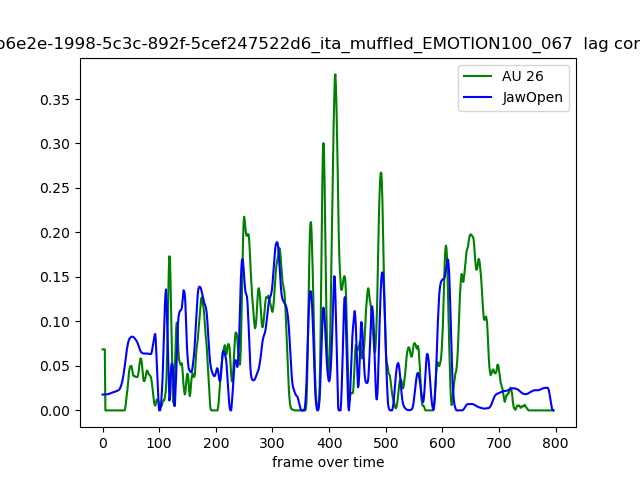 b6e2e-1998-5c3c-892f-5cef247522d6_ita_muffled_EMOTION100_067  lag cor
AU 26
JawOpen
0.35
0.30
0.25
0.20
0.15
0.10
0.05
0.00
0 100 200 300 400 500 600 700 800
frame over time